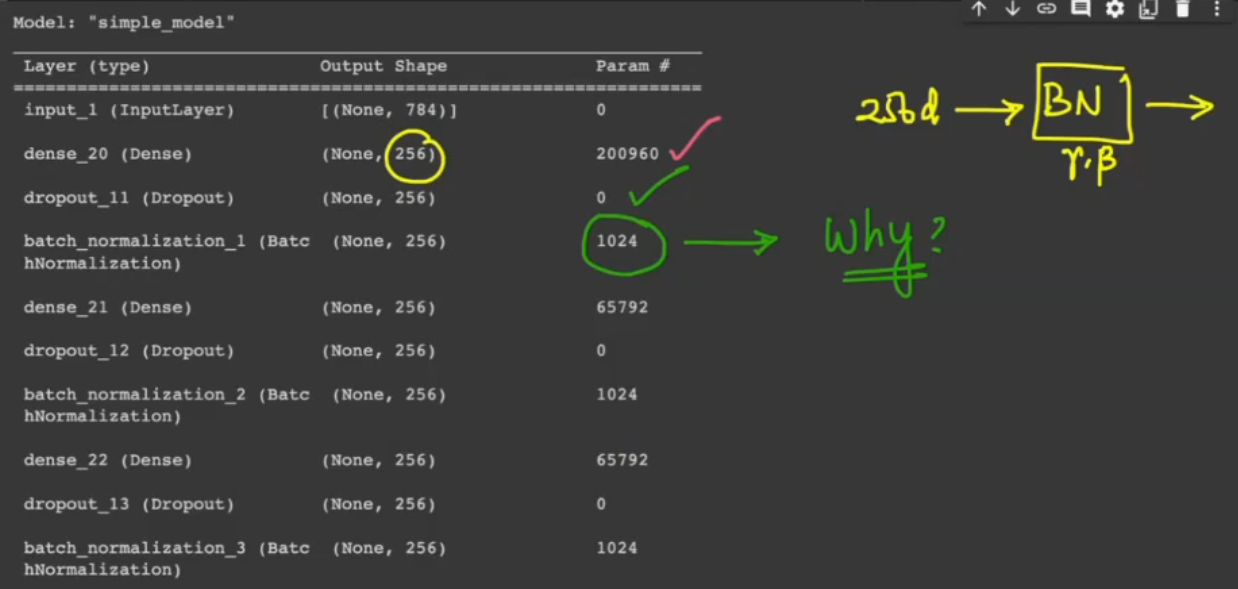 Model: "simple_model"
Layer (type) Output Shape Param #
input_1 (InputLayer) [(None, 784)] 0
dense_20 (Dense) (None, 256) 200960
dropout_11 (Dropout) (None, 256) 0
batch_normalization_1 (Batc (None, 256) 1024
hNormalization)
dense_21 (Dense) (None, 256) 65792
dropout_12 (Dropout) (None, 256) 0
batch_normalization_2 (Batc (None, 256) 1024
hNormalization)
dense_22 (Dense) (None, 256) 65792
dropout_13 (Dropout) (None, 256) 0
batch_normalization_3 (Batc (None, 256) 1024
hNormalization)
256d → BN →
γ, β
→ Why?